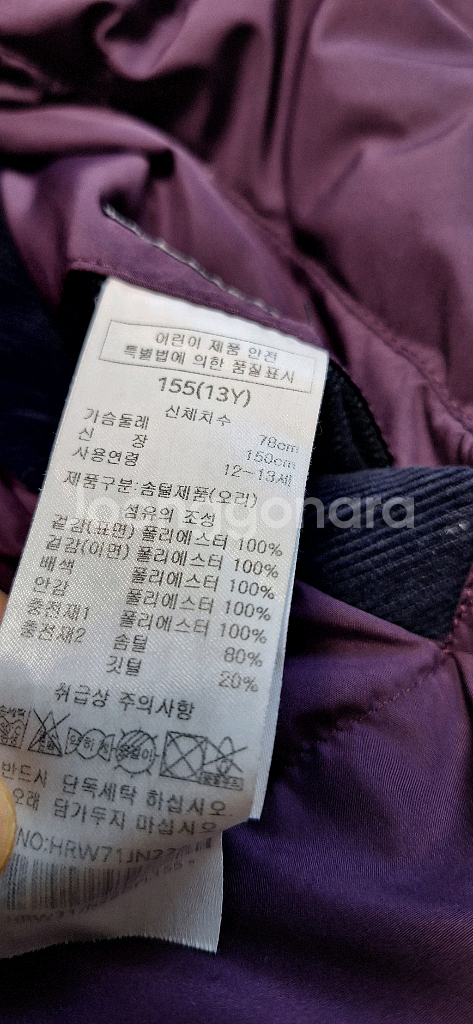 어린이 제품 안전
특별법에 의한 품질표시
155(13Y)
신체치수
가슴둘레 78cm
신 장 150cm
사용연령 12~13세
제품구분:솜털제품(오리)
섬유의 조성
겉감(표면) 폴리에스터 100%
겉감(이면) 폴리에스터 100%
배색 폴리에스터 100%
안감 폴리에스터 100%
충전재1 폴리에스터 100%
충전재2 솜털 80%
깃털 20%
취급상 주의사항
반드시 단독세탁 하십시오.
오래 담가두지 마십시오.
NO:HRW71JN